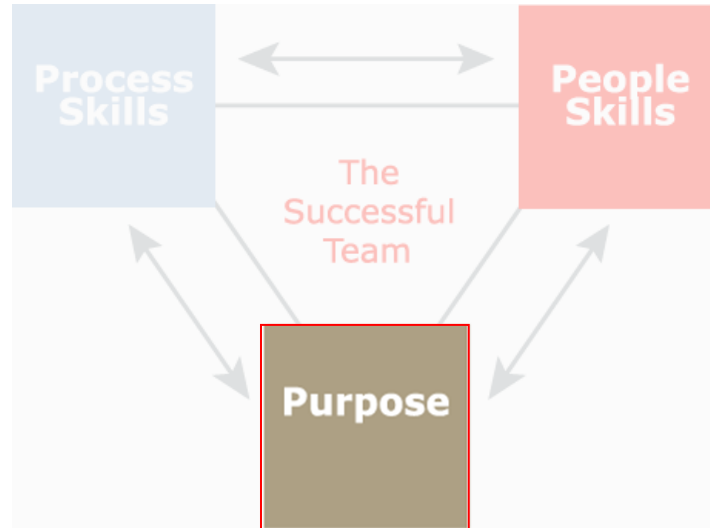 Process
Skills
People
Skills
The
Successful
Team
Purpose